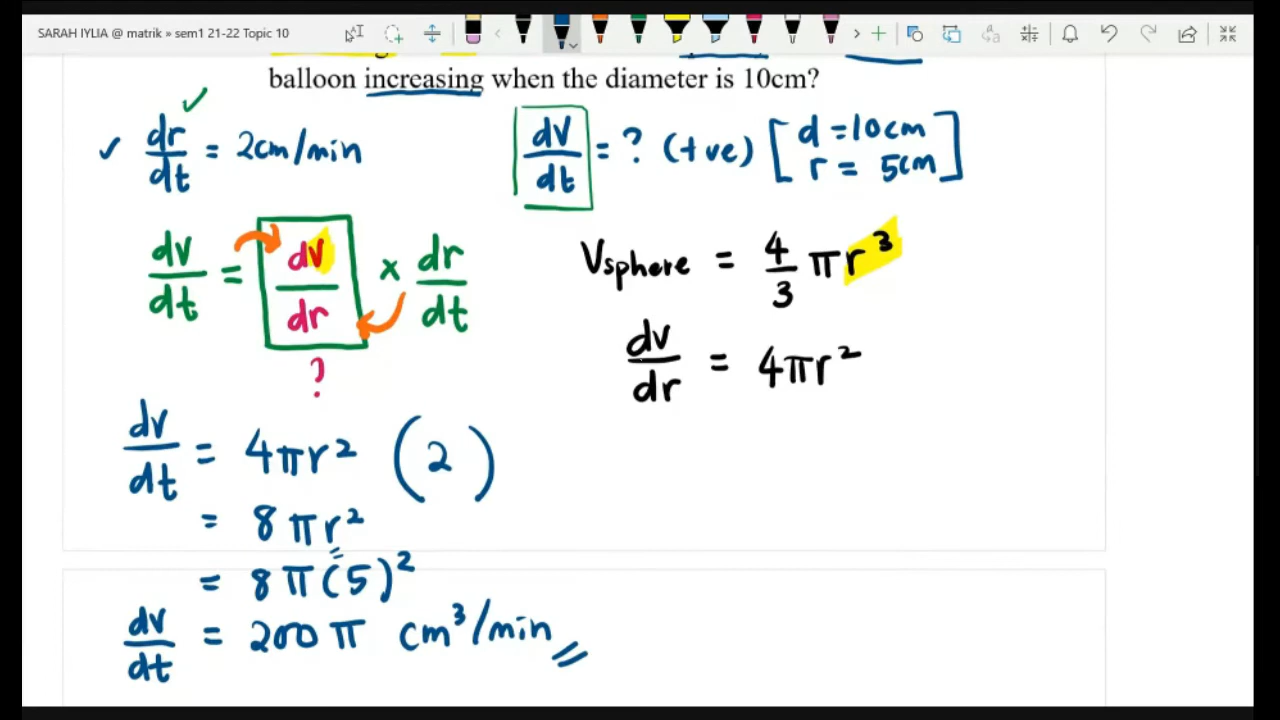 SARAH IYLIA @ matrik » sem1 21-22 Topic 10
balloon increasing when the diameter is 10cm?
dr/dt = 2cm/min
dV/dt = ? (+ve) [d = 10cm
r = 5cm]
dV/dt = dV/dr × dr/dt
?
Vsphere = 4/3 πr³
dV/dr = 4πr²
dV/dt = 4πr² (2)
= 8πr²
= 8π(5)²
dV/dt = 200π cm³/min